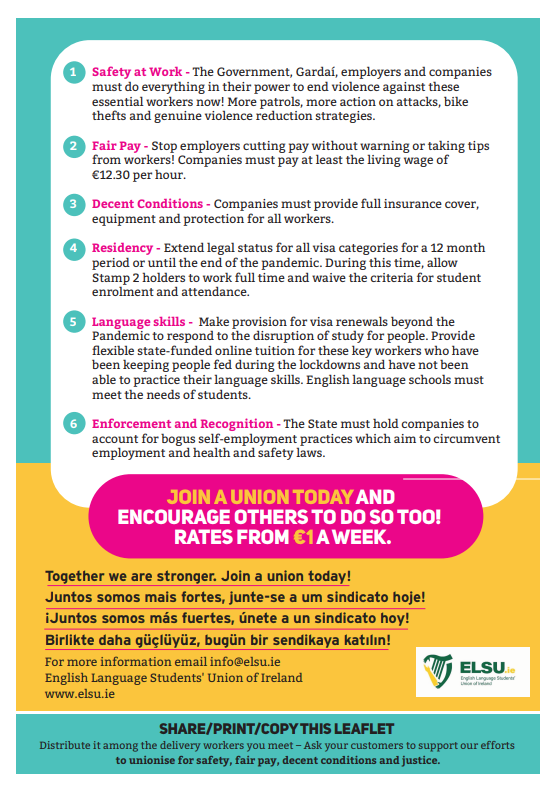 1 Safety at Work - The Government, Gardaí, employers and companies
must do everything in their power to end violence against these
essential workers now! More patrols, more action on attacks, bike
thefts and genuine violence reduction strategies.
2 Fair Pay - Stop employers cutting pay without warning or taking tips
from workers! Companies must pay at least the living wage of
€12.30 per hour.
3 Decent Conditions - Companies must provide full insurance cover,
equipment and protection for all workers.
4 Residency - Extend legal status for all visa categories for a 12 month
period or until the end of the pandemic. During this time, allow
Stamp 2 holders to work full time and waive the criteria for student
enrolment and attendance.
5 Language skills - Make provision for visa renewals beyond the
Pandemic to respond to the disruption of study for people. Provide
flexible state-funded online tuition for these key workers who have
been keeping people fed during the lockdowns and have not been
able to practice their language skills. English language schools must
meet the needs of students.
6 Enforcement and Recognition - The State must hold companies to
account for bogus self-employment practices which aim to circumvent
employment and health and safety laws.
JOIN A UNION TODAY AND
ENCOURAGE OTHERS TO DO SO TOO!
RATES FROM €1 A WEEK.
Together we are stronger. Join a union today!
Juntos somos mais fortes, junte-se a um sindicato hoje!
¡Juntos somos más fuertes, únete a un sindicato hoy!
Birlikte daha güçlüyüz, bugün bir sendikaya katılın!
For more information email info@elsu.ie
English Language Students' Union of Ireland
www.elsu.ie
ELSU.ie
English Language Students'
Union of Ireland
SHARE/PRINT/COPY THIS LEAFLET
Distribute it among the delivery workers you meet – Ask your customers to support our efforts
to unionise for safety, fair pay, decent conditions and justice.